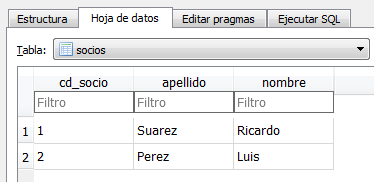 Estructura Hoja de datos Editar pragmas Ejecutar SQL
Tabla: socios
cd_socio apellido nombre
Filtro Filtro Filtro
1 1 Suarez Ricardo
2 2 Perez Luis